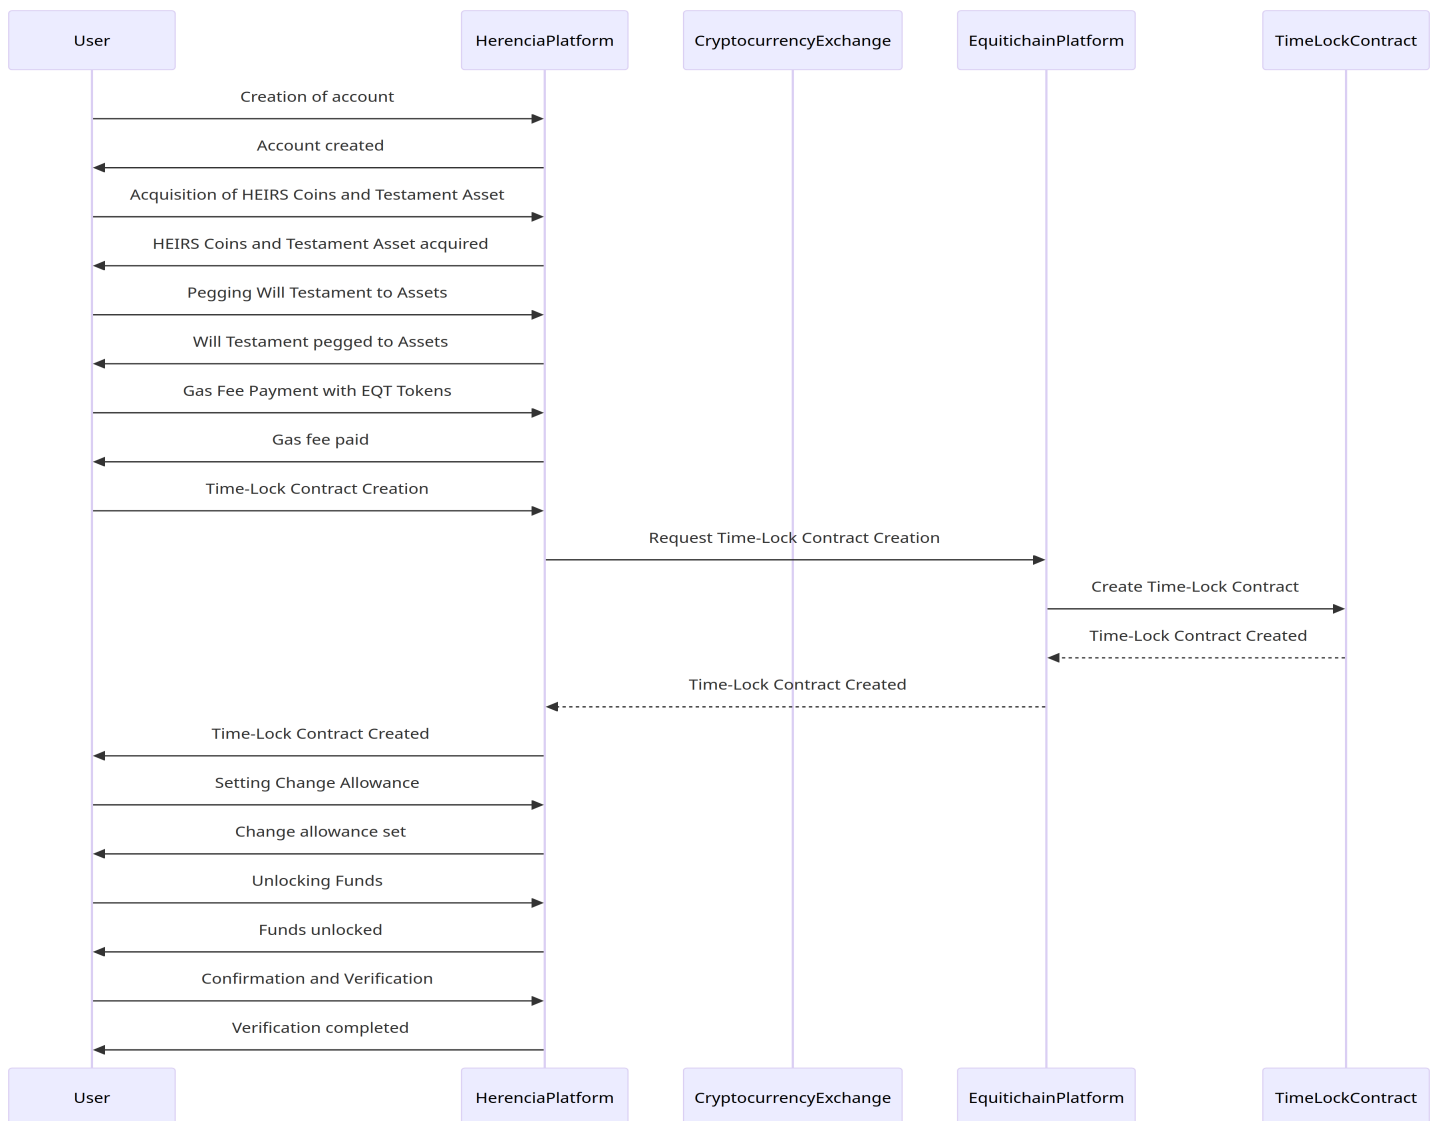 User
HerenciaPlatform
CryptocurrencyExchange
EquitichainPlatform
TimeLockContract
Creation of account
Account created
Acquisition of HEIRS Coins and Testament Asset
HEIRS Coins and Testament Asset acquired
Pegging Will Testament to Assets
Will Testament pegged to Assets
Gas Fee Payment with EQT Tokens
Gas fee paid
Time-Lock Contract Creation
Request Time-Lock Contract Creation
Create Time-Lock Contract
Time-Lock Contract Created
Time-Lock Contract Created
Time-Lock Contract Created
Setting Change Allowance
Change allowance set
Unlocking Funds
Funds unlocked
Confirmation and Verification
Verification completed
User
HerenciaPlatform
CryptocurrencyExchange
EquitichainPlatform
TimeLockContract